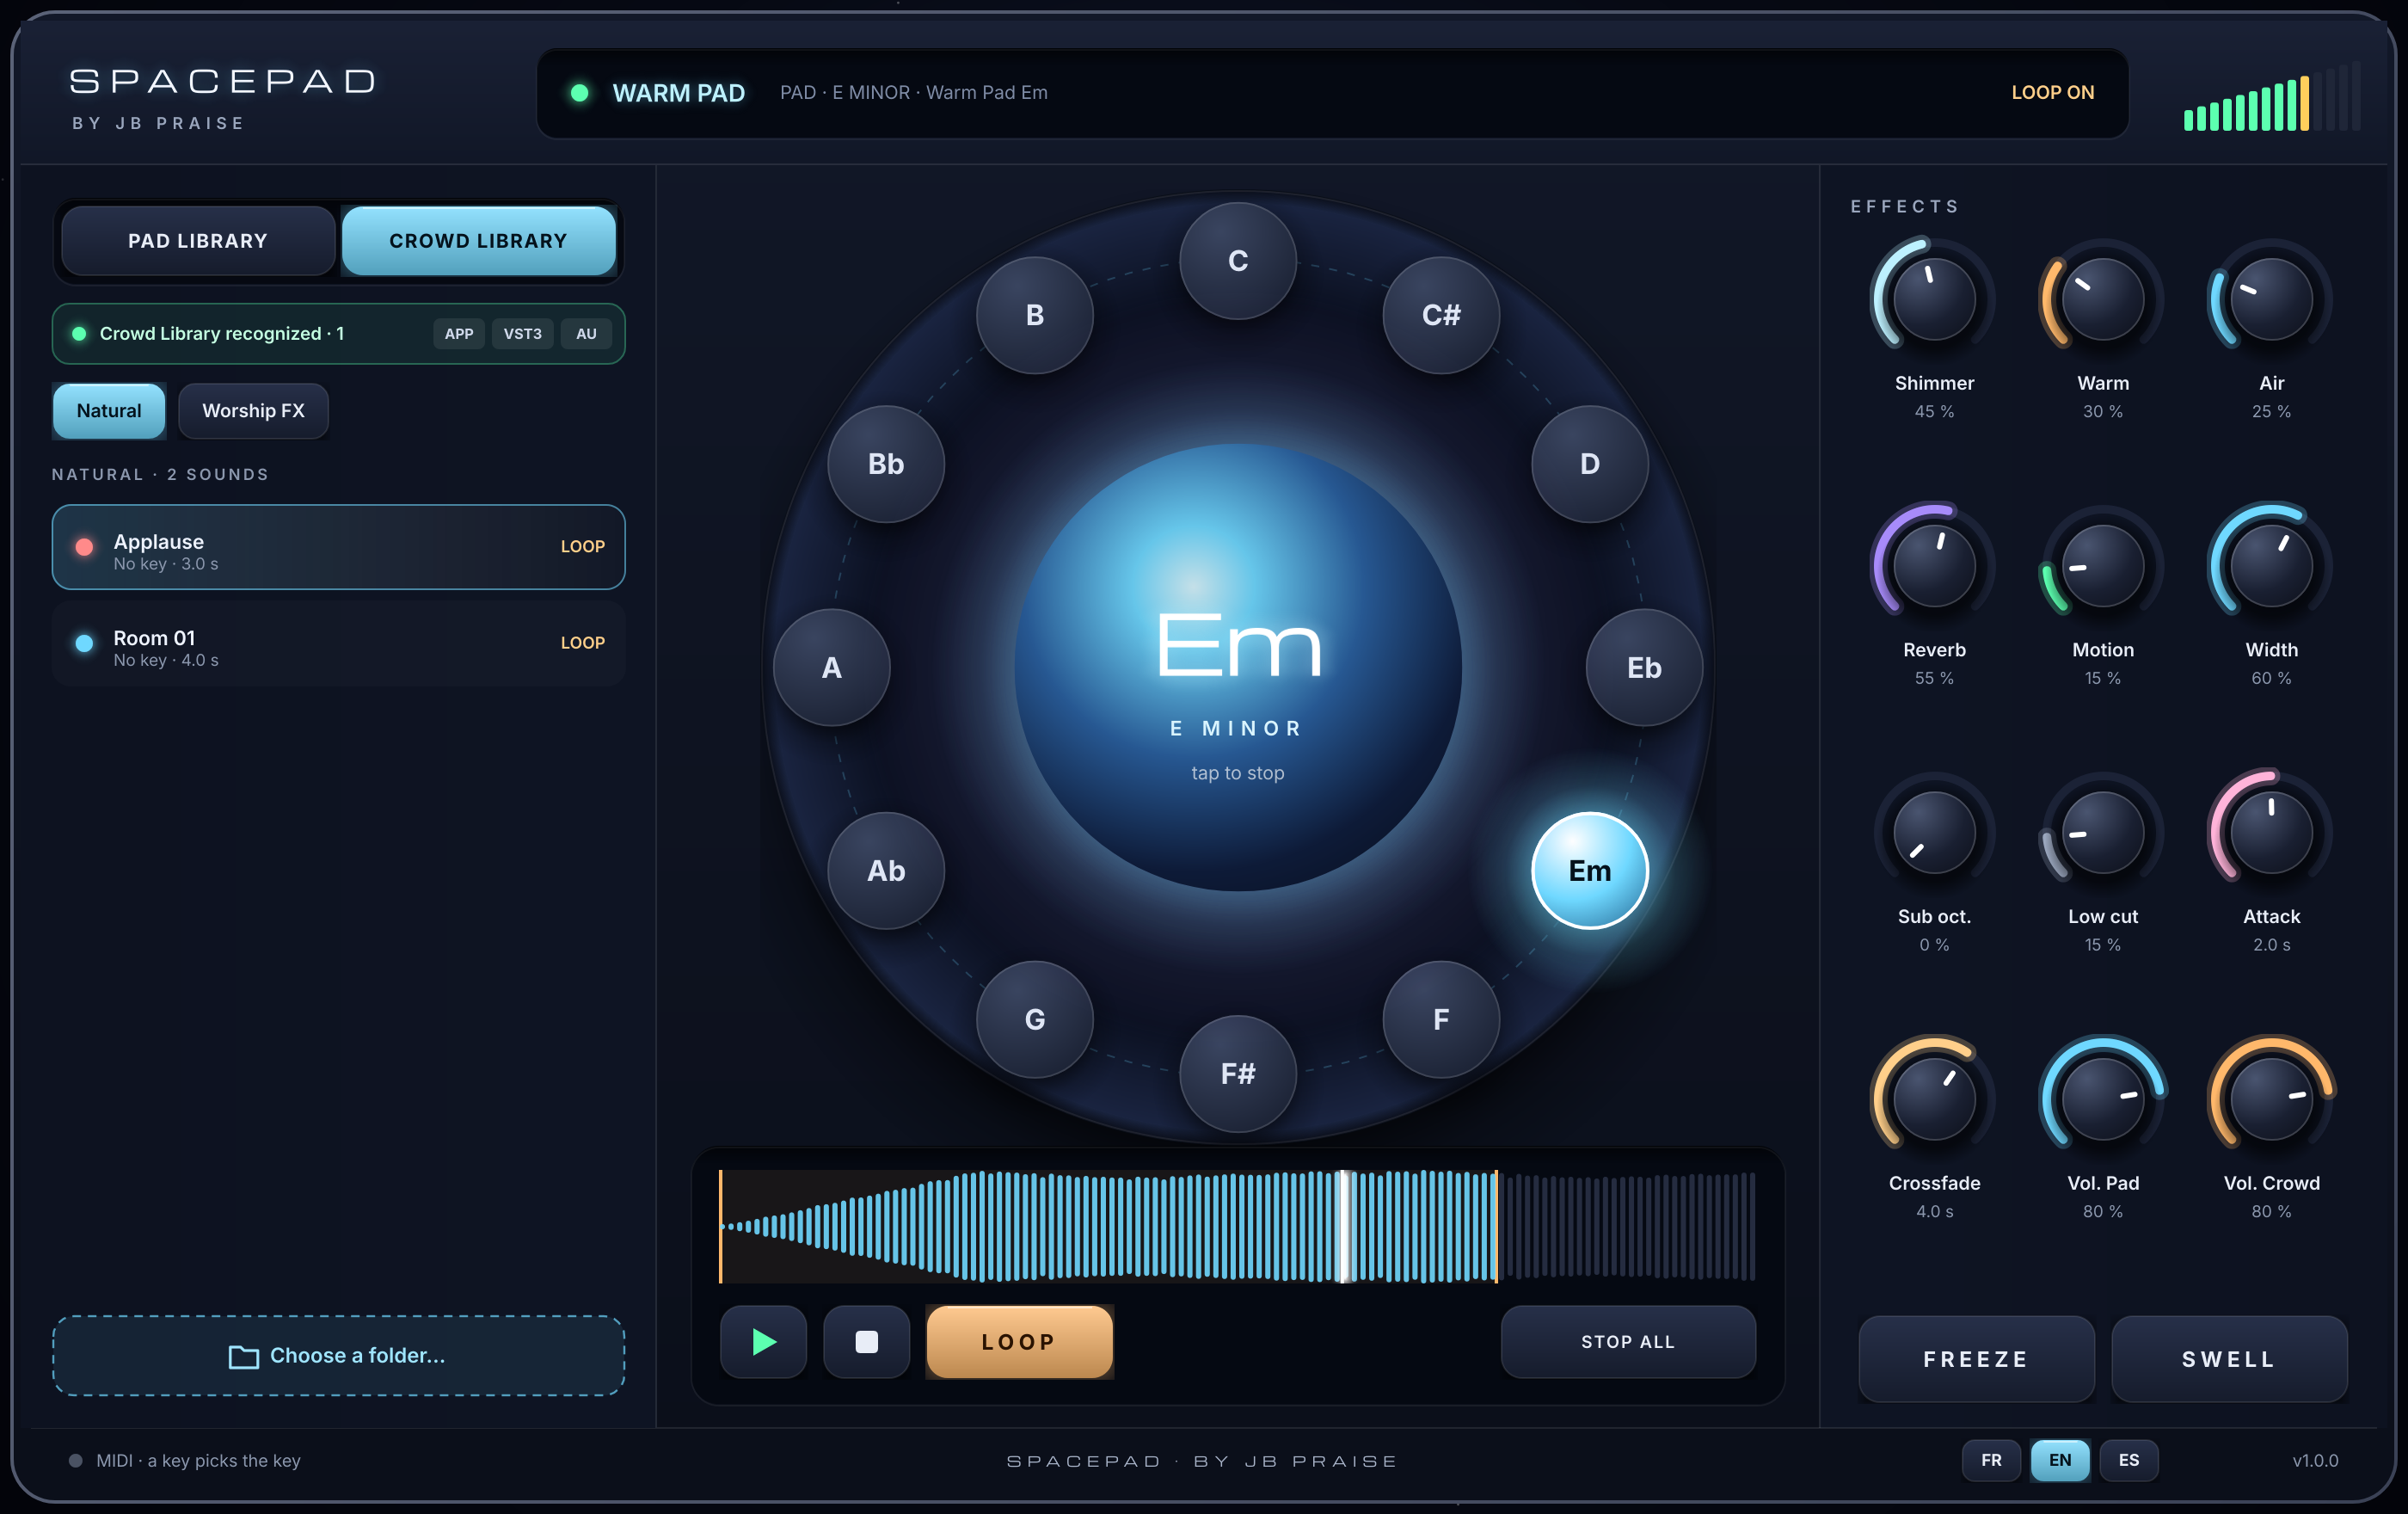 SPACEPAD
BY JB PRAISE
WARM PAD
PAD · E MINOR · Warm Pad Em
LOOP ON
PAD LIBRARY
CROWD LIBRARY
Crowd Library recognized · 1
APP
VST3
AU
Natural
Worship FX
NATURAL · 2 SOUNDS
Applause
No key · 3.0 s
LOOP
Room 01
No key · 4.0 s
LOOP
Choose a folder...
C
C#
D
Eb
Em
F
F#
G
Ab
A
Bb
B
Em
E MINOR
tap to stop
LOOP
STOP ALL
EFFECTS
Shimmer
45 %
Warm
30 %
Air
25 %
Reverb
55 %
Motion
15 %
Width
60 %
Sub oct.
0 %
Low cut
15 %
Attack
2.0 s
Crossfade
4.0 s
Vol. Pad
80 %
Vol. Crowd
80 %
FREEZE
SWELL
MIDI · a key picks the key
SPACEPAD · BY JB PRAISE
FR
EN
ES
v1.0.0